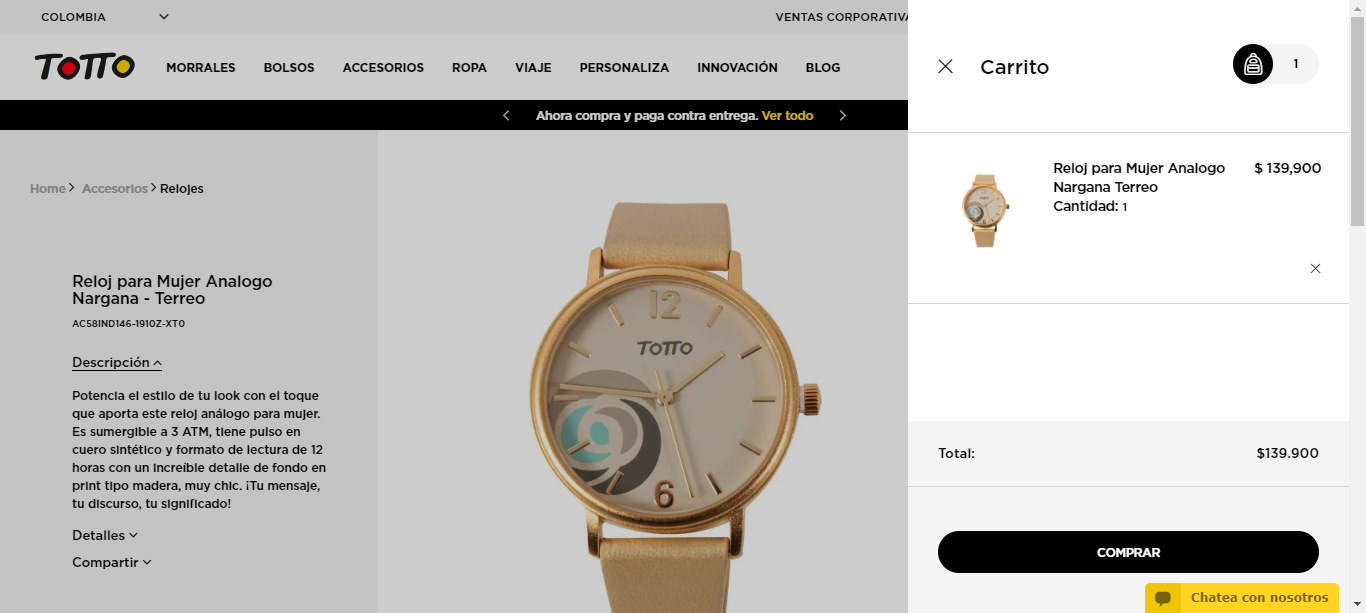 COLOMBIA
VENTAS CORPORATIVA
TOTTO
MORRALES BOLSOS ACCESORIOS ROPA VIAJE PERSONALIZA INNOVACIÓN BLOG
Ahora compra y paga contra entrega. Ver todo
Home Accesorios Relojes
Reloj para Mujer Analogo
Nargana - Terreo
AC58IND146-1910Z-XT0
Descripción
Potencia el estilo de tu look con el toque
que aporta este reloj análogo para mujer.
Es sumergible a 3 ATM, tiene pulso en
cuero sintético y formato de lectura de 12
horas con un increíble detalle de fondo en
print tipo madera, muy chic. ¡Tu mensaje,
tu discurso, tu significado!
Detalles
Compartir
12
TOTTO
6
Carrito
1
Reloj para Mujer Analogo
Nargana Terreo
Cantidad: 1
$ 139,900
Total: $139.900
COMPRAR
Chatea con nosotros